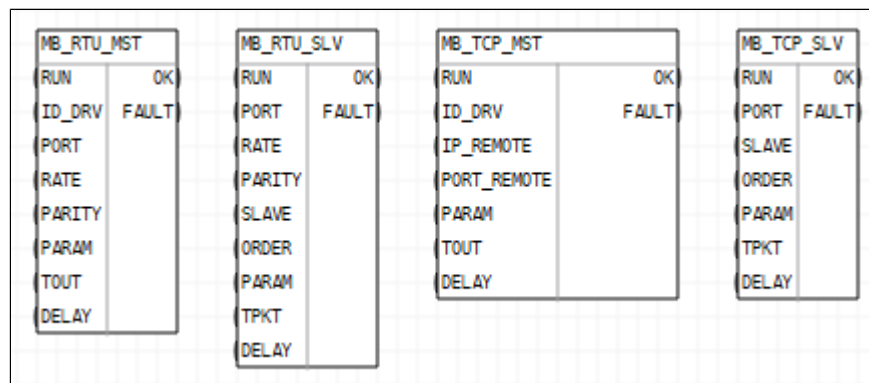 MB_RTU_MST
RUN OK
ID_DRV FAULT
PORT
RATE
PARITY
PARAM
TOUT
DELAY
MB_RTU_SLV
RUN OK
PORT FAULT
RATE
PARITY
SLAVE
ORDER
PARAM
TPKT
DELAY
MB_TCP_MST
RUN OK
ID_DRV FAULT
IP_REMOTE
PORT_REMOTE
PARAM
TOUT
DELAY
MB_TCP_SLV
RUN OK
PORT FAULT
SLAVE
ORDER
PARAM
TPKT
DELAY